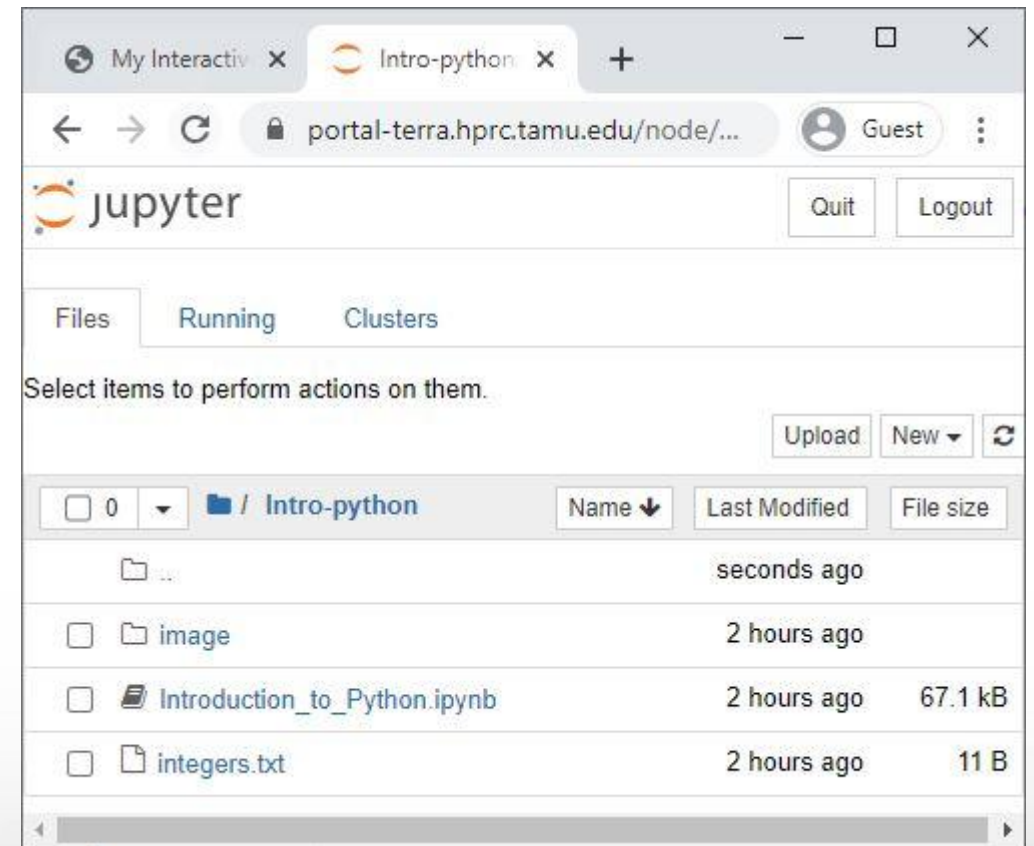 My Interactiv
Intro-python
portal-terra.hprc.tamu.edu/node/...
Guest
jupyter
Quit
Logout
Files
Running
Clusters
Select items to perform actions on them.
Upload
New
0
/ Intro-python
Name
Last Modified
File size
..
seconds ago
image
2 hours ago
Introduction_to_Python.ipynb
2 hours ago
67.1 kB
integers.txt
2 hours ago
11 B